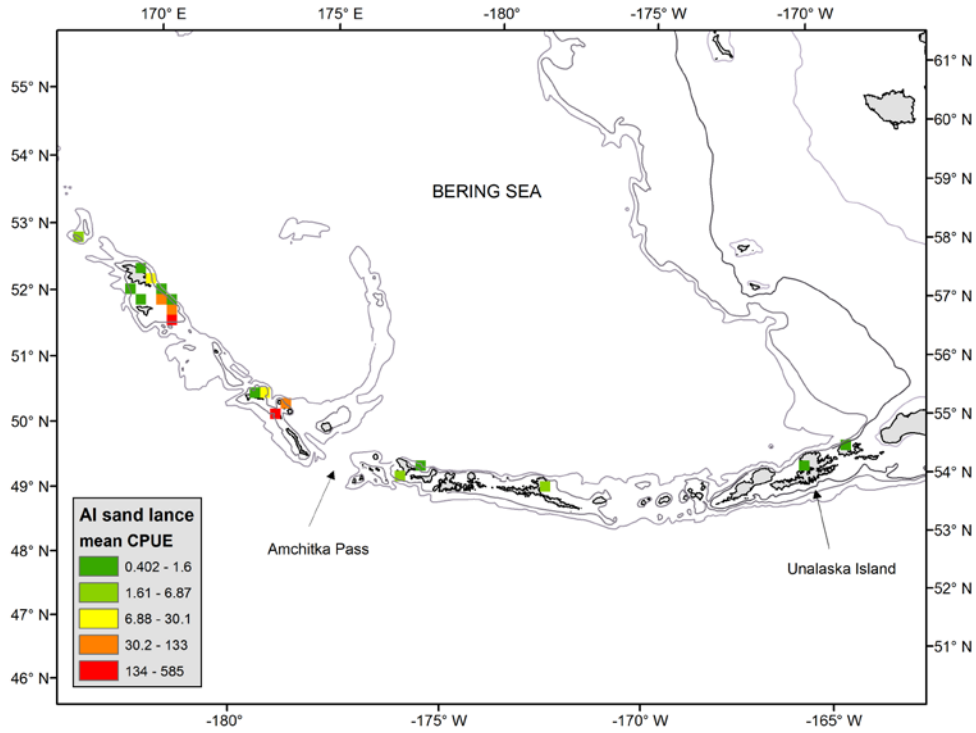 170° E 175° E -180° -175° W -170° W
55° N 61° N
54° N 60° N
53° N 59° N
52° N 58° N
51° N 57° N
50° N 56° N
49° N 55° N
48° N 54° N
47° N 53° N
46° N 52° N
51° N
BERING SEA
Amchitka Pass
Unalaska Island
AI sand lance
mean CPUE
0.402 - 1.6
1.61 - 6.87
6.88 - 30.1
30.2 - 133
134 - 585
-180° -175° W -170° W -165° W